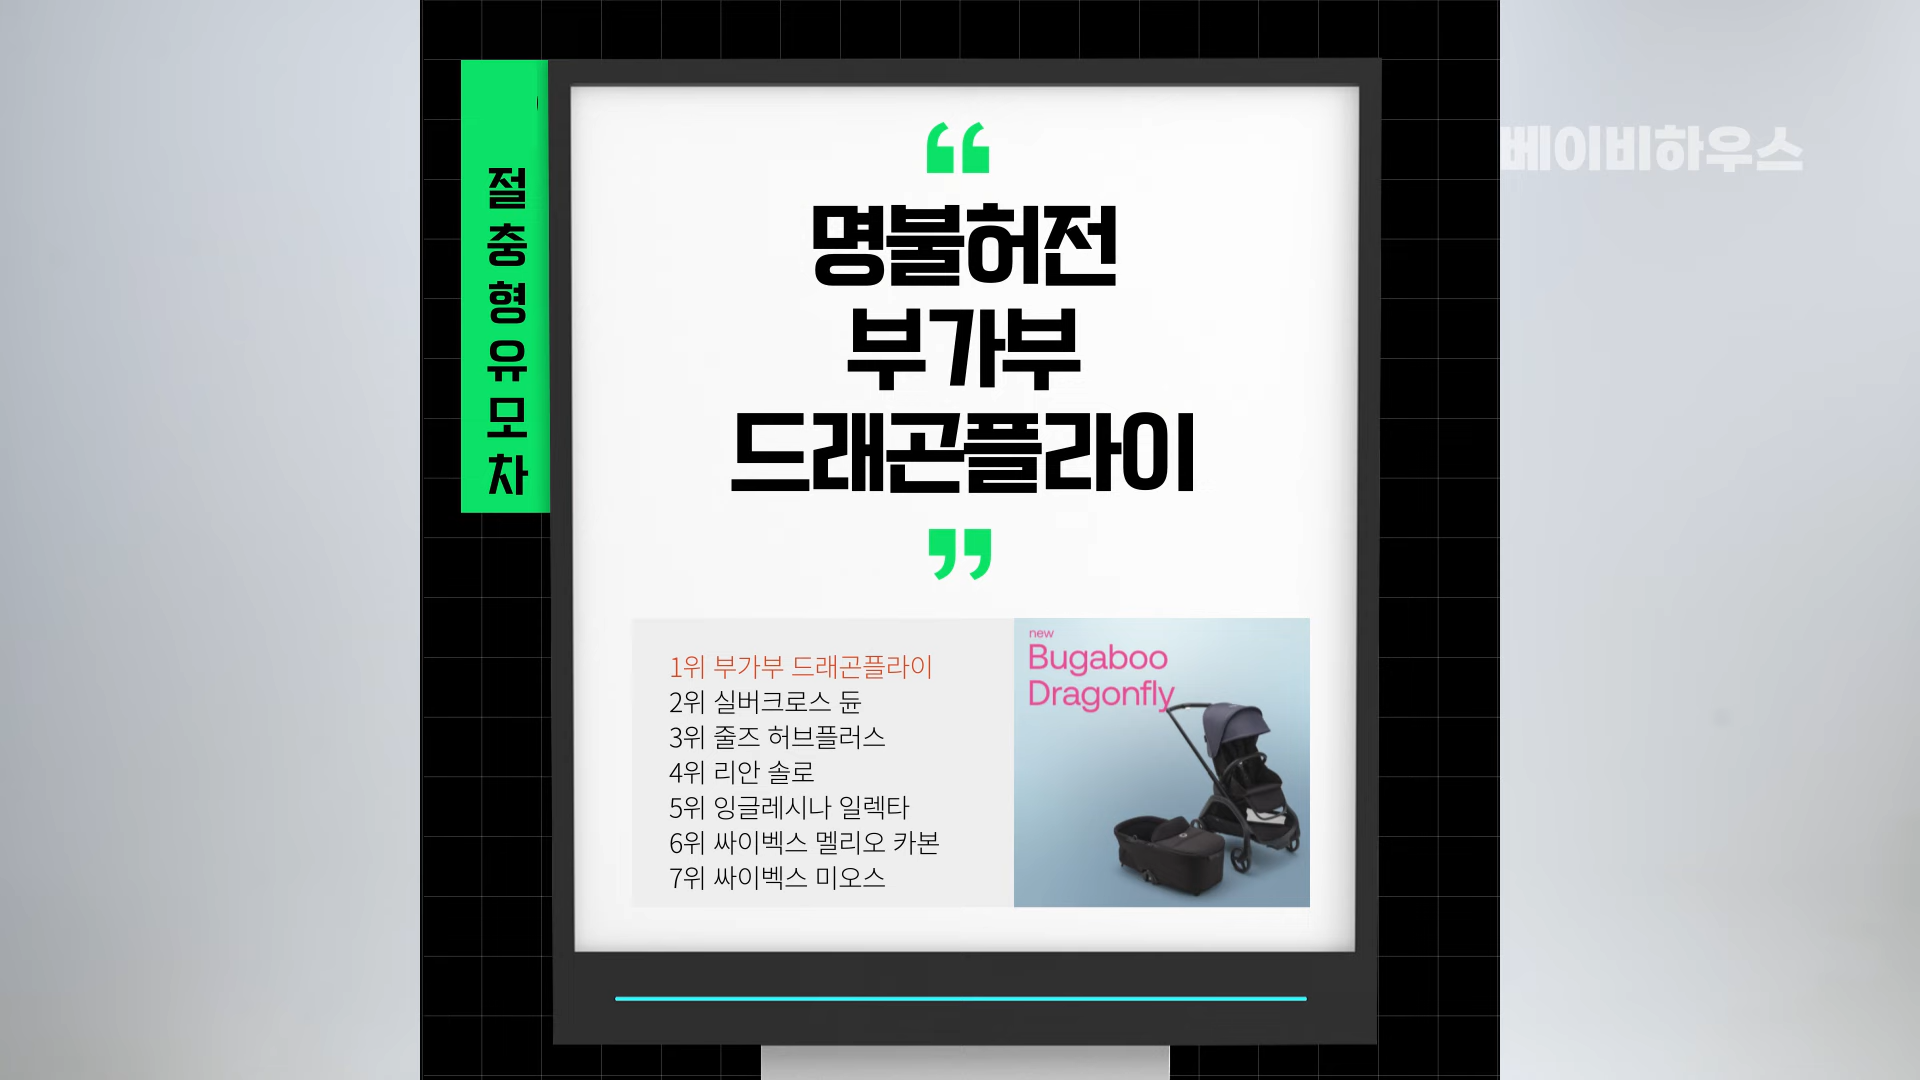 절충형유모차
“
명불허전
부가부
드래곤플라이
”
1위 부가부 드래곤플라이
2위 실버크로스 듄
3위 줄즈 허브플러스
4위 리안 솔로
5위 잉글레시나 일렉타
6위 싸이벡스 멜리오 카본
7위 싸이벡스 미오스
new
Bugaboo
Dragonfly
베이비하우스